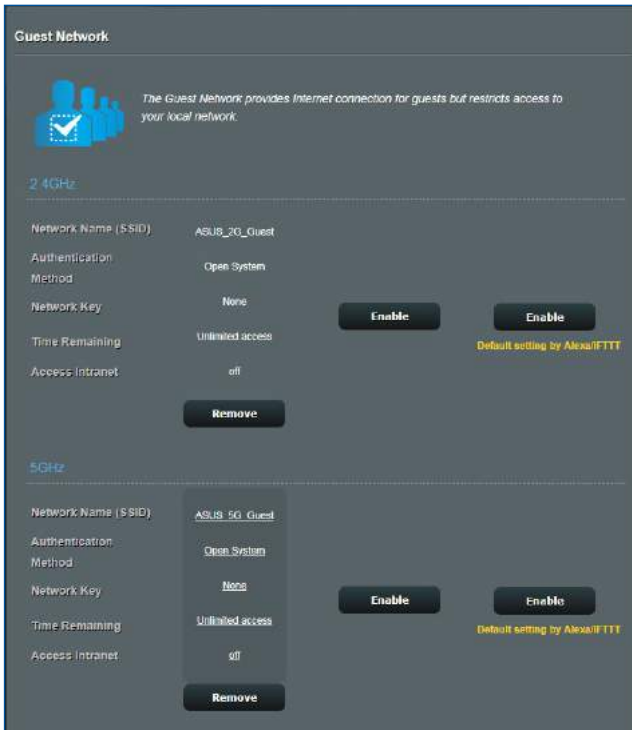 Guest Network
The Guest Network provides Internet connection for guests but restricts access to
your local network.
2.4GHz
Network Name (SSID) ASUS_2G_Guest
Authentication
Method Open System
Network Key None Enable Enable
Time Remaining Unlimited access Default setting by Alexa/IFTTT
Access Intranet off
Remove
5GHz
Network Name (SSID) ASUS_5G_Guest
Authentication
Method Open System
Network Key None Enable Enable
Time Remaining Unlimited access Default setting by Alexa/IFTTT
Access Intranet off
Remove